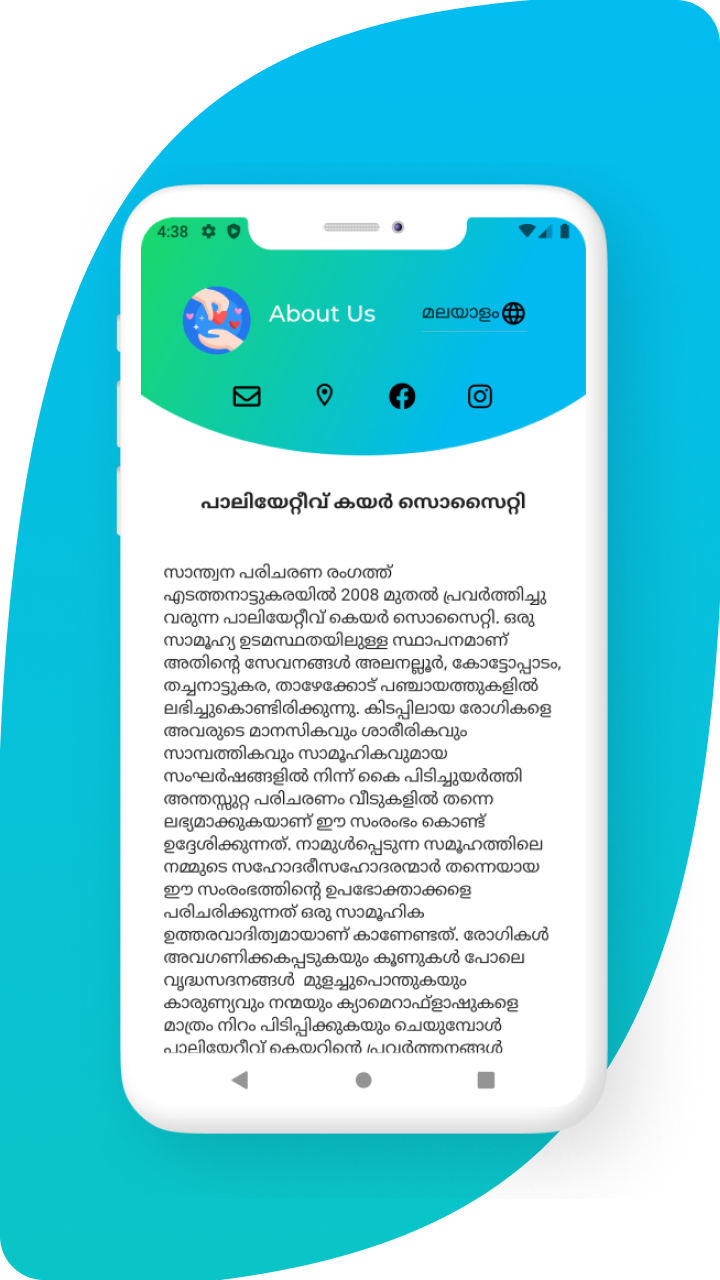 4:38
About Us
മലയാളം
പാലിയേറ്റീവ് കയർ സൊസൈറ്റി
സാന്ത്വന പരിചരണ രംഗത്ത്
എടത്തനാട്ടുകരയിൽ 2008 മുതൽ പ്രവർത്തിച്ചു
വരുന്ന പാലിയേറ്റീവ് കെയർ സൊസൈറ്റി. ഒരു
സാമൂഹ്യ ഉടമസ്ഥതയിലുള്ള സ്ഥാപനമാണ്
അതിന്റെ സേവനങ്ങൾ അലനല്ലൂർ, കോട്ടോപ്പാടം,
തച്ചനാട്ടുകര, താഴേക്കോട് പഞ്ചായത്തുകളിൽ
ലഭിച്ചുകൊണ്ടിരിക്കുന്നു. കിടപ്പിലായ രോഗികളെ
അവരുടെ മാനസികവും ശാരീരികവും
സാമ്പത്തികവും സാമൂഹികവുമായ
സംഘർഷങ്ങളിൽ നിന്ന് കൈ പിടിച്ചുയർത്തി
അന്തസ്സുറ്റ പരിചരണം വീടുകളിൽ തന്നെ
ലഭ്യമാക്കുകയാണ് ഈ സംരംഭം കൊണ്ട്
ഉദ്ദേശിക്കുന്നത്. നാമുൾപ്പെടുന്ന സമൂഹത്തിലെ
നമ്മുടെ സഹോദരീസഹോദരന്മാർ തന്നെയായ
ഈ സംരംഭത്തിന്റെ ഉപഭോക്താക്കളെ
പരിചരിക്കുന്നത് ഒരു സാമൂഹിക
ഉത്തരവാദിത്വമായാണ് കാണേണ്ടത്. രോഗികൾ
അവഗണിക്കകപ്പടുകയും കൂണുകൾ പോലെ
വൃദ്ധസദനങ്ങൾ മുളച്ചുപൊന്തുകയും
കാരുണ്യവും നന്മയും ക്യാമെറാഫ്ളാഷുകളെ
മാത്രം നിറം പിടിപ്പിക്കുകയും ചെയുമ്പോൾ
പാലിയേറ്റീവ് കെയറിന്റെ പ്രവർത്തനങ്ങൾ